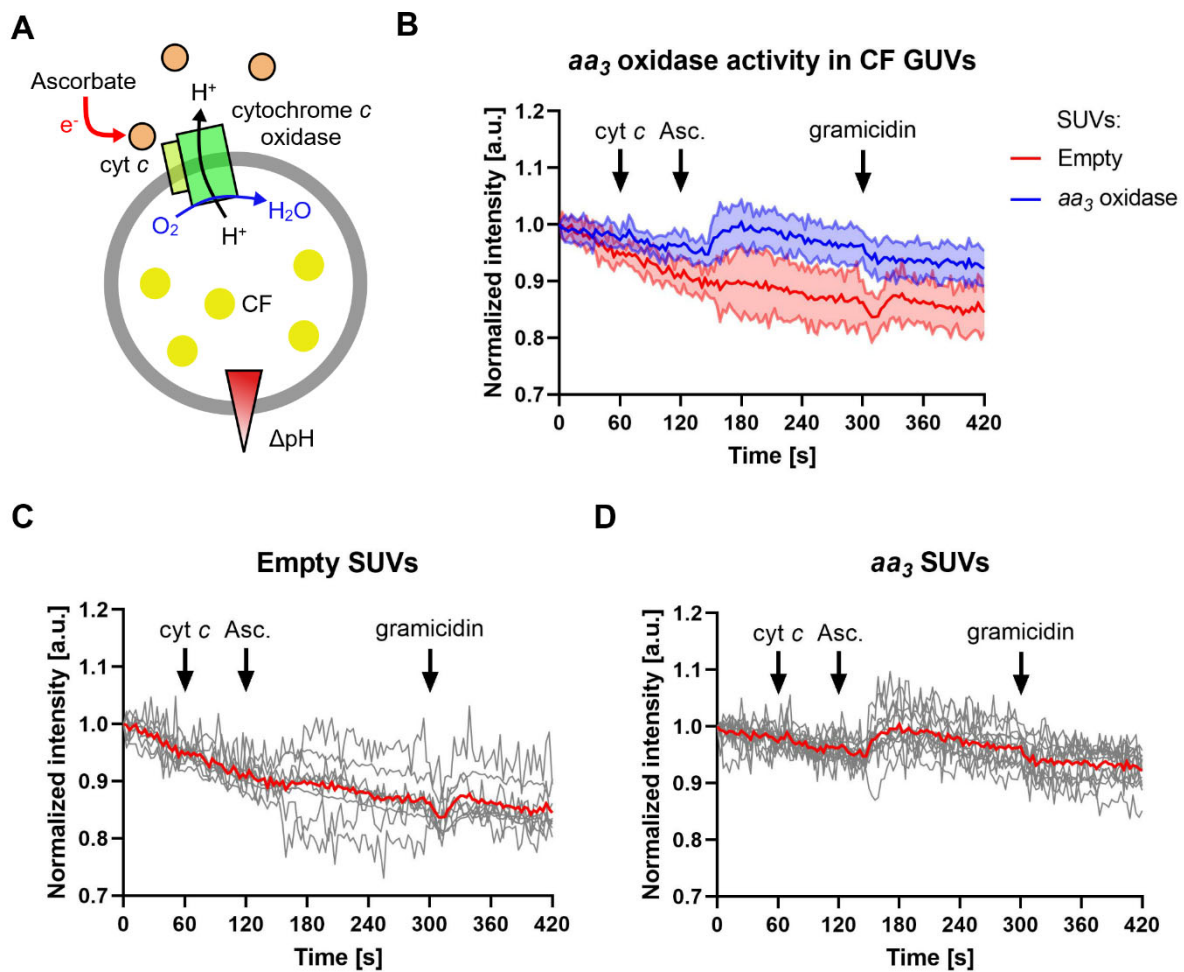 A
Ascorbate
e-
cyt c
H+
cytochrome c
oxidase
O2
H2O
H+
CF
ΔpH
B
aa3 oxidase activity in CF GUVs
Normalized intensity [a.u.]
1.2
1.1
1.0
0.9
0.8
0.7
cyt c Asc. gramicidin
0 60 120 180 240 300 360 420
Time [s]
SUVs:
Empty
aa3 oxidase
C
Empty SUVs
Normalized intensity [a.u.]
1.2
1.1
1.0
0.9
0.8
0.7
cyt c Asc. gramicidin
0 60 120 180 240 300 360 420
Time [s]
D
aa3 SUVs
Normalized intensity [a.u.]
1.2
1.1
1.0
0.9
0.8
0.7
cyt c Asc. gramicidin
0 60 120 180 240 300 360 420
Time [s]